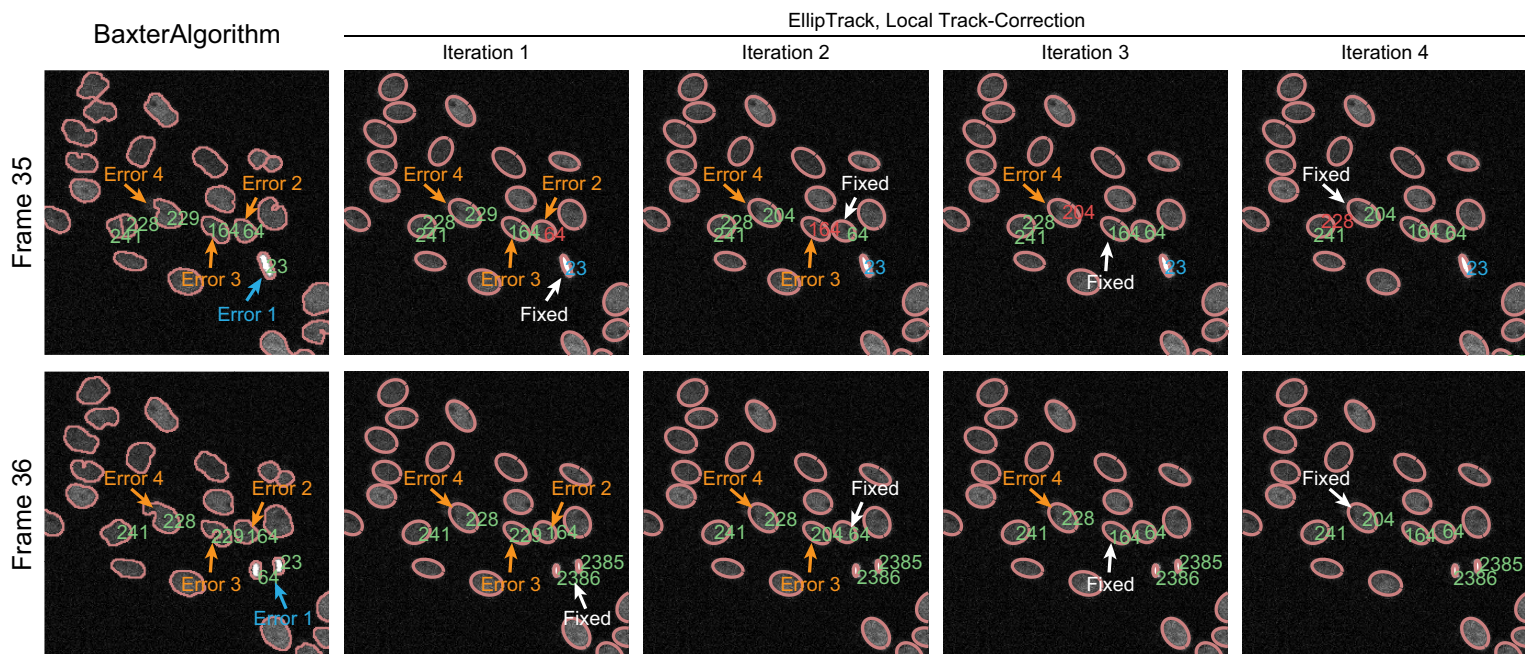 BaxterAlgorithm
EllipTrack, Local Track-Correction
Iteration 1
Iteration 2
Iteration 3
Iteration 4
Frame 35
Error 4
Error 2
228
229
241
164
64
Error 3
23
Error 1
Error 4
Error 2
228
229
241
164
64
Error 3
23
Fixed
Error 4
Fixed
228
204
241
164
64
Error 3
23
Error 4
228
204
241
164
64
23
Fixed
Fixed
228
204
241
164
64
23
Frame 36
Error 4
Error 2
241
228
229
164
Error 3
64
23
Error 1
Error 4
Error 2
241
228
229
164
Error 3
2385
2386
Fixed
Error 4
Fixed
241
228
204
64
Error 3
2385
2386
Error 4
241
228
164
64
2385
2386
Fixed
Fixed
241
204
164
64
2385
2386